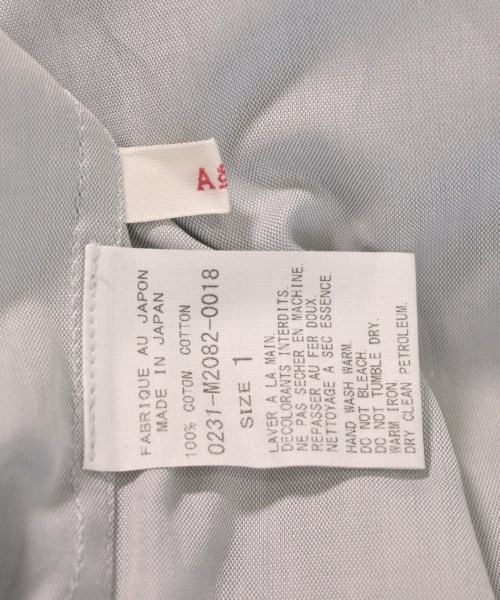 A
FABRIQUE AU JAPON
MADE IN JAPAN
100% COTON COTTON
0231-M2082-0018
SIZE 1
LAVER A LA MAIN
DECOLORANTS INTERDITS.
NE PAS SECHER EN MACHINE.
REPASSER AU FER DOUX.
NETTOYAGE A SEC ESSENCE
HAND WASH WARM.
DO NOT BLEACH.
DO NOT TUMBLE DRY.
WARM IRON
DRY CLEAN PETROLEUM.